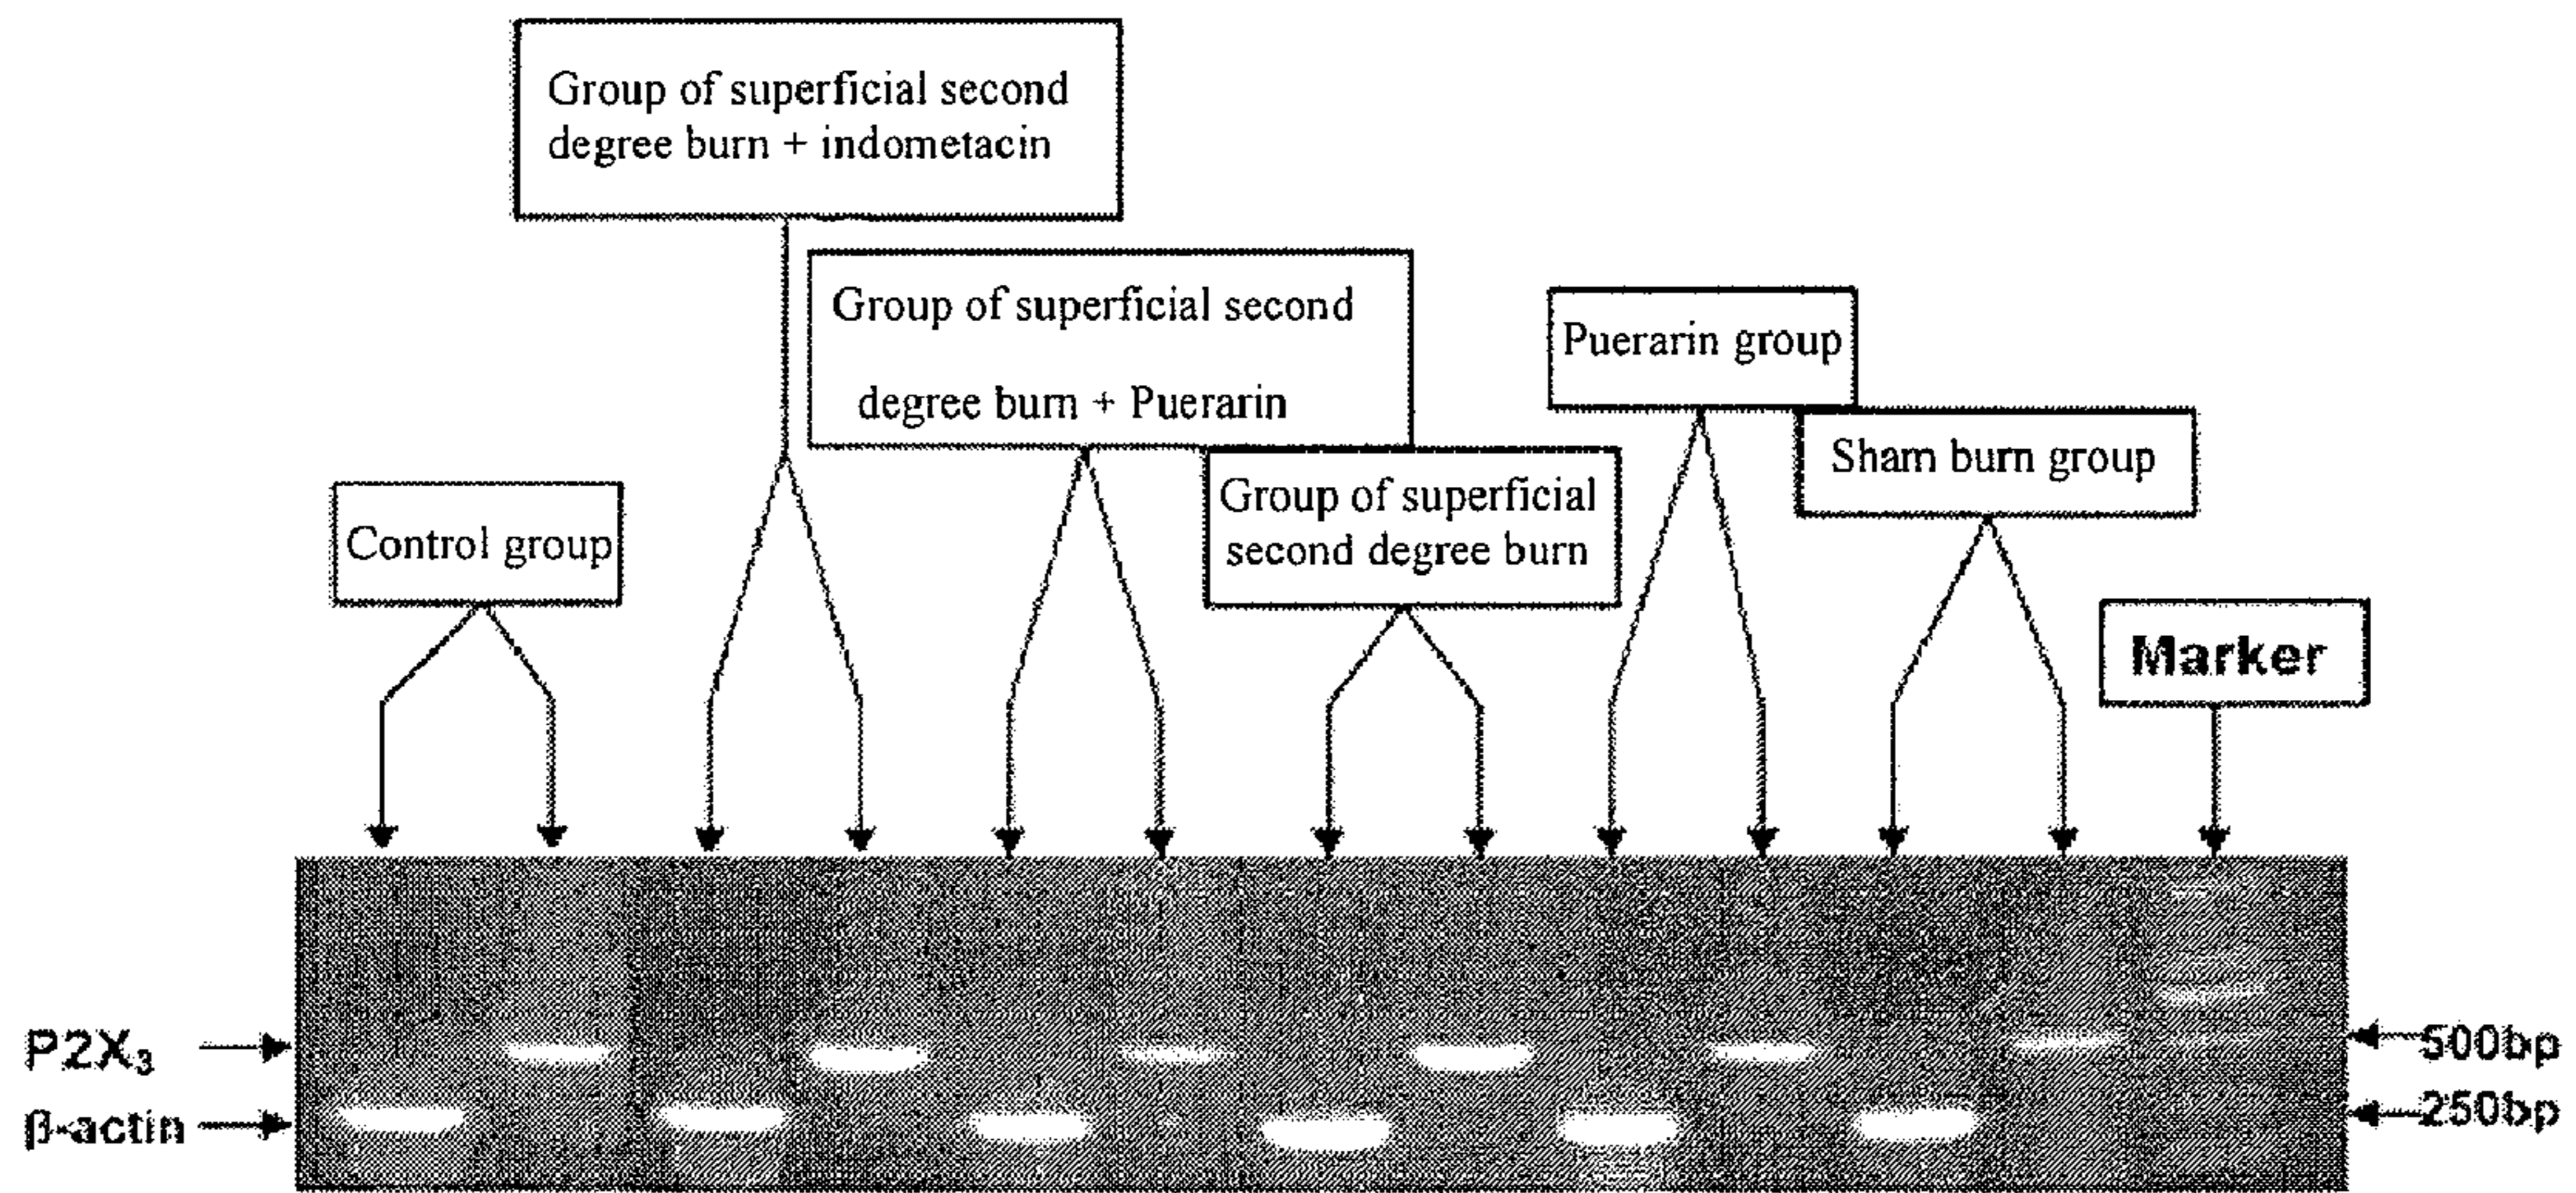 Group of superficial second
degree burn + indometacin
Group of superficial second
degree burn + Puerarin
Puerarin group
Sham burn group
Group of superficial
second degree burn
Control group
Marker
P2X₃
500bp
β-actin
250bp